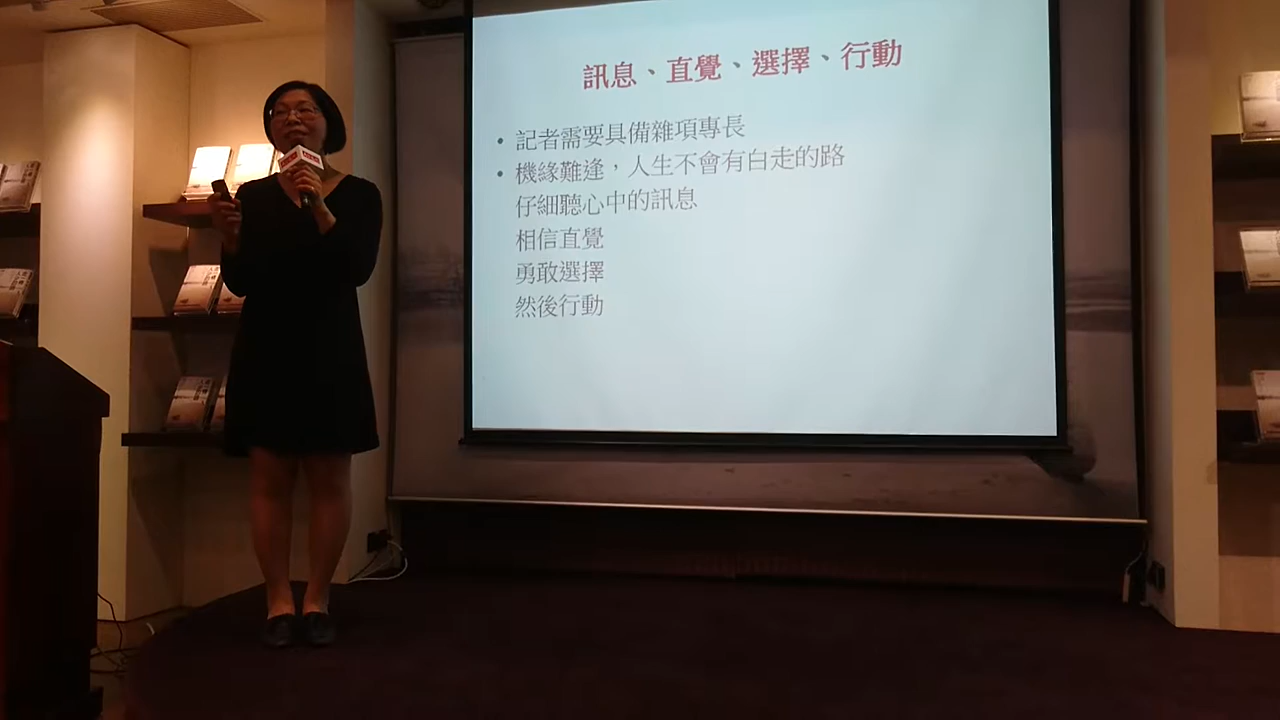 訊息、直覺、選擇、行動
• 記者需要具備雜項專長
• 機緣難逢，人生不會有白走的路
仔細聽心中的訊息
相信直覺
勇敢選擇
然後行動